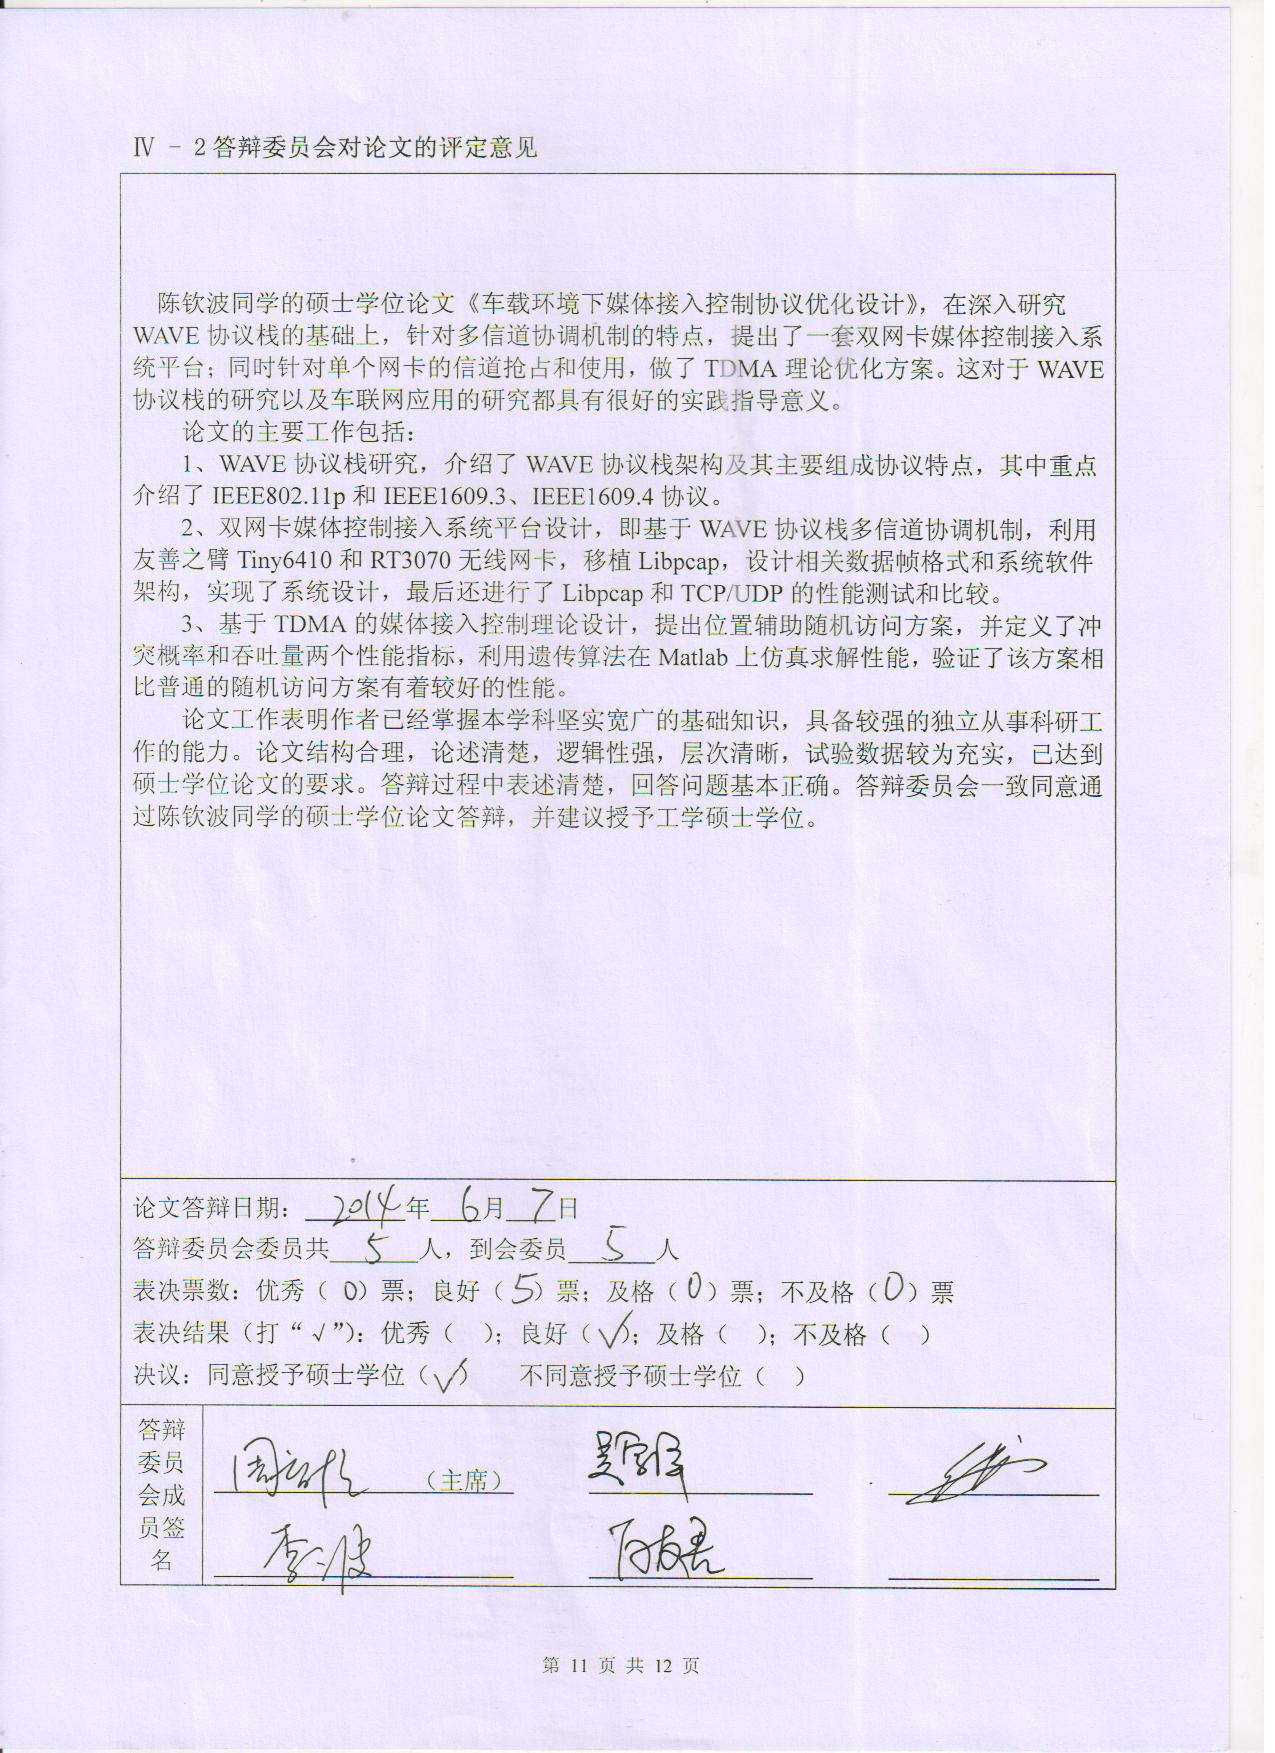 Ⅳ - 2答辩委员会对论文的评定意见
陈钦波同学的硕士学位论文《车载环境下媒体接入控制协议优化设计》，在深入研究
WAVE 协议栈的基础上，针对多信道协调机制的特点，提出了一套双网卡媒体控制接入系
统平台；同时针对单个网卡的信道抢占和使用，做了 TDMA 理论优化方案。这对于 WAVE
协议栈的研究以及车联网应用的研究都具有很好的实践指导意义。
论文的主要工作包括：
1、WAVE 协议栈研究，介绍了 WAVE 协议栈架构及其主要组成协议特点，其中重点
介绍了 IEEE802.11p 和 IEEE1609.3、IEEE1609.4 协议。
2、双网卡媒体控制接入系统平台设计，即基于 WAVE 协议栈多信道协调机制，利用
友善之臂 Tiny6410 和 RT3070 无线网卡，移植 Libpcap，设计相关数据帧格式和系统软件
架构，实现了系统设计，最后还进行了 Libpcap 和 TCP/UDP 的性能测试和比较。
3、基于 TDMA 的媒体接入控制理论设计，提出位置辅助随机访问方案，并定义了冲
突概率和吞吐量两个性能指标，利用遗传算法在 Matlab 上仿真求解性能，验证了该方案相
比普通的随机访问方案有着较好的性能。
论文工作表明作者已经掌握本学科坚实宽广的基础知识，具备较强的独立从事科研工
作的能力。论文结构合理，论述清楚，逻辑性强，层次清晰，试验数据较为充实，已达到
硕士学位论文的要求。答辩过程中表述清楚，回答问题基本正确。答辩委员会一致同意通
过陈钦波同学的硕士学位论文答辩，并建议授予工学硕士学位。
论文答辩日期： 2014 年 6 月 7 日
答辩委员会委员共 5 人，到会委员 5 人
表决票数：优秀（ 0）票；良好（ 5）票；及格（ 0 ）票；不及格（ 0 ）票
表决结果（打“√”）：优秀（ ）；良好（√）；及格（ ）；不及格（ ）
决议：同意授予硕士学位（√） 不同意授予硕士学位（ ）
答辩
委员
会成
员签
名
（主席）
第 11 页 共 12 页